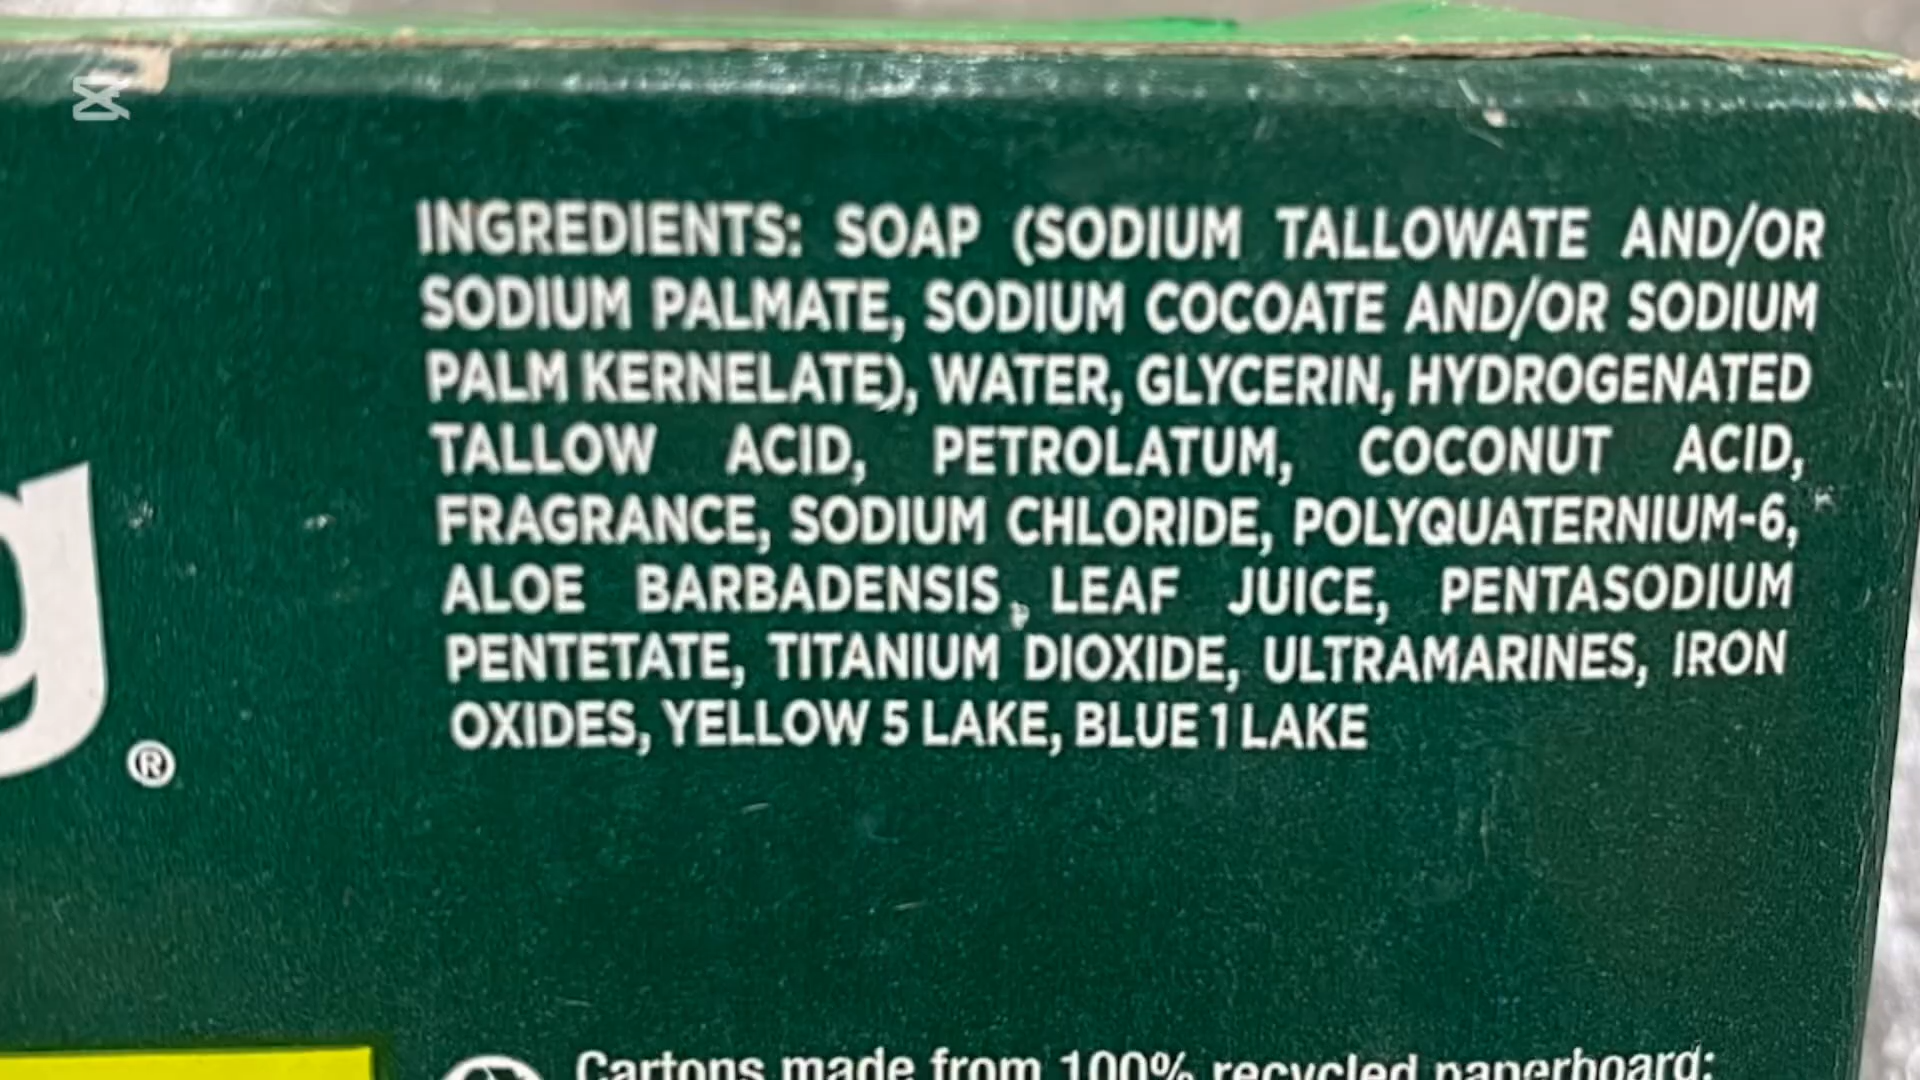 INGREDIENTS: SOAP (SODIUM TALLOWATE AND/OR
SODIUM PALMATE, SODIUM COCOATE AND/OR SODIUM
PALM KERNELATE), WATER, GLYCERIN, HYDROGENATED
TALLOW ACID, PETROLATUM, COCONUT ACID,
FRAGRANCE, SODIUM CHLORIDE, POLYQUATERNIUM-6,
ALOE BARBADENSIS LEAF JUICE, PENTASODIUM
PENTETATE, TITANIUM DIOXIDE, ULTRAMARINES, IRON
OXIDES, YELLOW 5 LAKE, BLUE 1 LAKE
g®
Cartons made from 100% recycled paperboard;